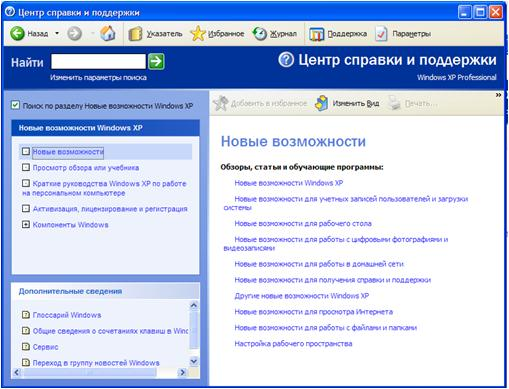 Центр справки и поддержки
Назад
Указатель
Избранное
Журнал
Поддержка
Параметры
Найти
Изменить параметры поиска
Центр справки и поддержки
Windows XP Professional
Поиск по разделу Новые возможности Windows XP
Добавить в избранное
Изменить Вид
Печать...
Новые возможности Windows XP
Новые возможности
Просмотр обзора или учебника
Краткие руководства Windows XP по работе
на персональном компьютере
Активизация, лицензирование и регистрация
Компоненты Windows
Дополнительные сведения
Глоссарий Windows
Общие сведения о сочетаниях клавиш в Winc
Сервис
Переход в группу новостей Windows
Новые возможности
Обзоры, статьи и обучающие программы:
Новые возможности Windows XP
Новые возможности для учетных записей пользователей и загрузки
системы
Новые возможности для рабочего стола
Новые возможности для работы с цифровыми фотографиями и
видеозаписями
Новые возможности для работы в домашней сети
Новые возможности для получения справки и поддержки
Другие новые возможности Windows XP
Новые возможности для просмотра Интернета
Новые возможности для работы с файлами и папками
Настройка рабочего пространства